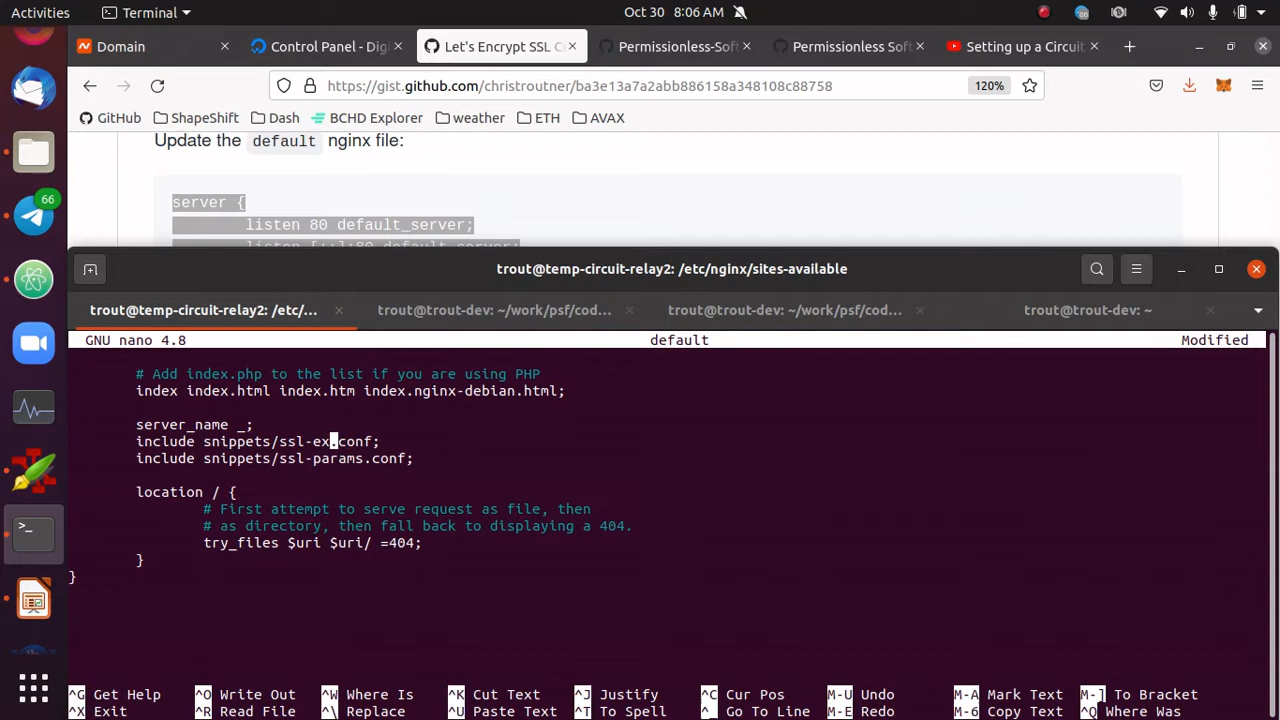 Activities
Terminal
Oct 30 8:06 AM
Domain
Control Panel - Digi
Let's Encrypt SSL C
Permissionless-Soft
Permissionless Soft
Setting up a Circuit
https://gist.github.com/christroutner/ba3e13a7a2abb886158a348108c88758
120%
GitHub
ShapeShift
Dash
BCHD Explorer
weather
ETH
AVAX
66
Update the default nginx file:
server {
listen 80 default_server;
listen [::]:80 default_server;
trout@temp-circuit-relay2: /etc/nginx/sites-available
trout@temp-circuit-relay2: /etc/...
trout@trout-dev: ~/work/psf/cod...
trout@trout-dev: ~/work/psf/cod...
trout@trout-dev: ~
GNU nano 4.8
default
Modified
# Add index.php to the list if you are using PHP
index index.html index.htm index.nginx-debian.html;
server_name _;
include snippets/ssl-ex.conf;
include snippets/ssl-params.conf;
location / {
# First attempt to serve request as file, then
# as directory, then fall back to displaying a 404.
try_files $uri $uri/ =404;
}
}
^G Get Help
^O Write Out
^W Where Is
^K Cut Text
^J Justify
^C Cur Pos
M-U Undo
M-A Mark Text
M-] To Bracket
^X Exit
^R Read File
^\ Replace
^U Paste Text
^T To Spell
^_ Go To Line
M-E Redo
M-6 Copy Text
^Q Where Was